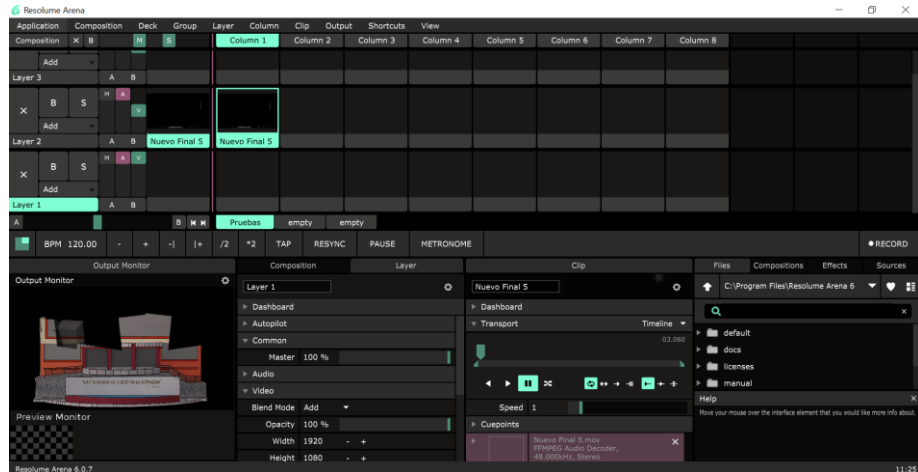 Resolume Arena
Application Composition Deck Group Layer Column Clip Output Shortcuts View
Composition X B M S Column 1 Column 2 Column 3 Column 4 Column 5 Column 6 Column 7 Column 8
Add
Layer 3 A B
B S M A V
Add
Layer 2 A B Nuevo Final 5 Nuevo Final 5
B S M A V
Add
Layer 1 A B
A B Pruebas empty empty
BPM 120.00 - + -| |+ /2 *2 TAP RESYNC PAUSE METRONOME RECORD
Output Monitor Composition Layer Clip Files Compositions Effects Sources
Output Monitor Layer 1 Nuevo Final 5 C:\Program Files\Resolume Arena 6
Dashboard Dashboard
Autopilot Transport Timeline default
Common 03.060 docs
Master 100 % licenses
Audio manual
Video Help
Blend Mode Add Speed 1 Move your mouse over the interface element that you would like more info about.
Preview Monitor Opacity 100 % Cuepoints
Width 1920 - + Nuevo Final 5.mov
Height 1080 - + FFMPEG Audio Decoder,
48.000kHz, Stereo
Resolume Arena 6.0.7 11:25